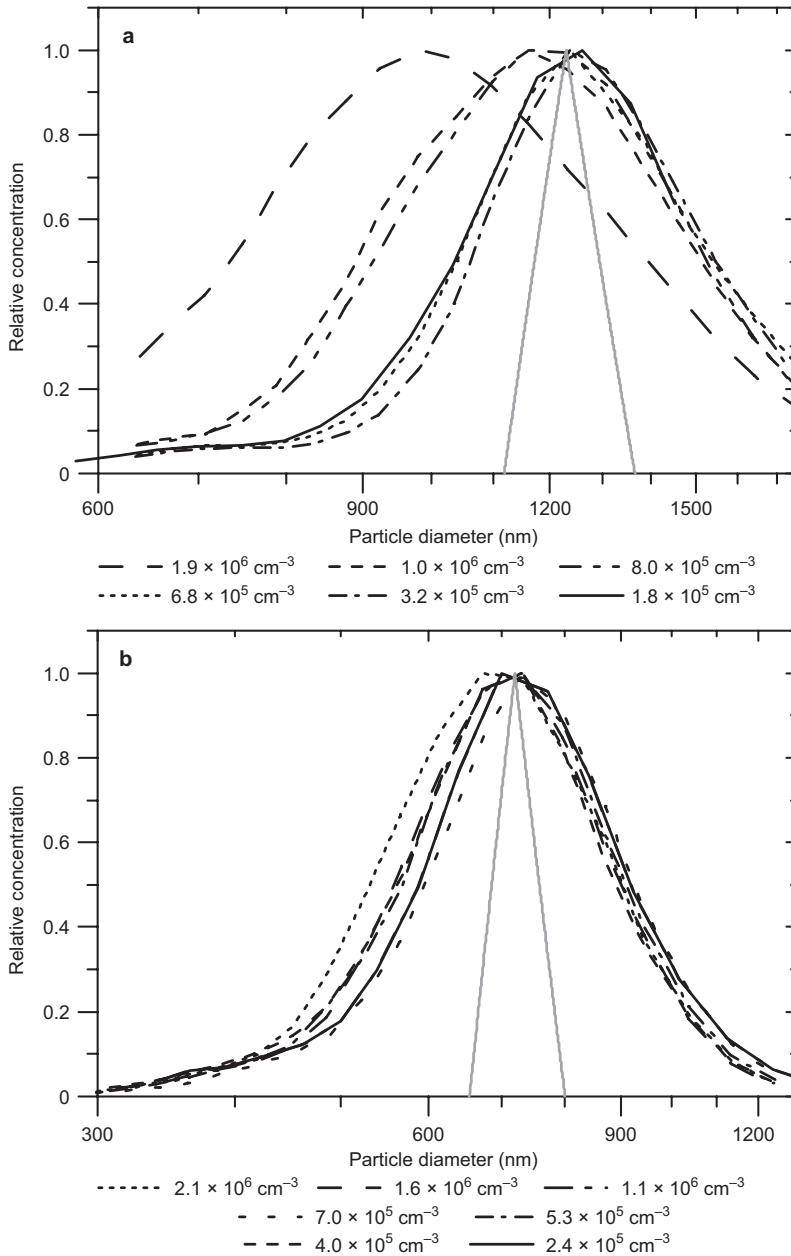 a
1.0
0.8
0.6
0.4
0.2
0
Relative concentration
600 900 1200 1500
Particle diameter (nm)
1.9 × 10⁶ cm⁻³ 1.0 × 10⁶ cm⁻³ 8.0 × 10⁵ cm⁻³
6.8 × 10⁵ cm⁻³ 3.2 × 10⁵ cm⁻³ 1.8 × 10⁵ cm⁻³
b
1.0
0.8
0.6
0.4
0.2
0
Relative concentration
300 600 900 1200
Particle diameter (nm)
2.1 × 10⁶ cm⁻³ 1.6 × 10⁶ cm⁻³ 1.1 × 10⁶ cm⁻³
7.0 × 10⁵ cm⁻³ 5.3 × 10⁵ cm⁻³
4.0 × 10⁵ cm⁻³ 2.4 × 10⁵ cm⁻³